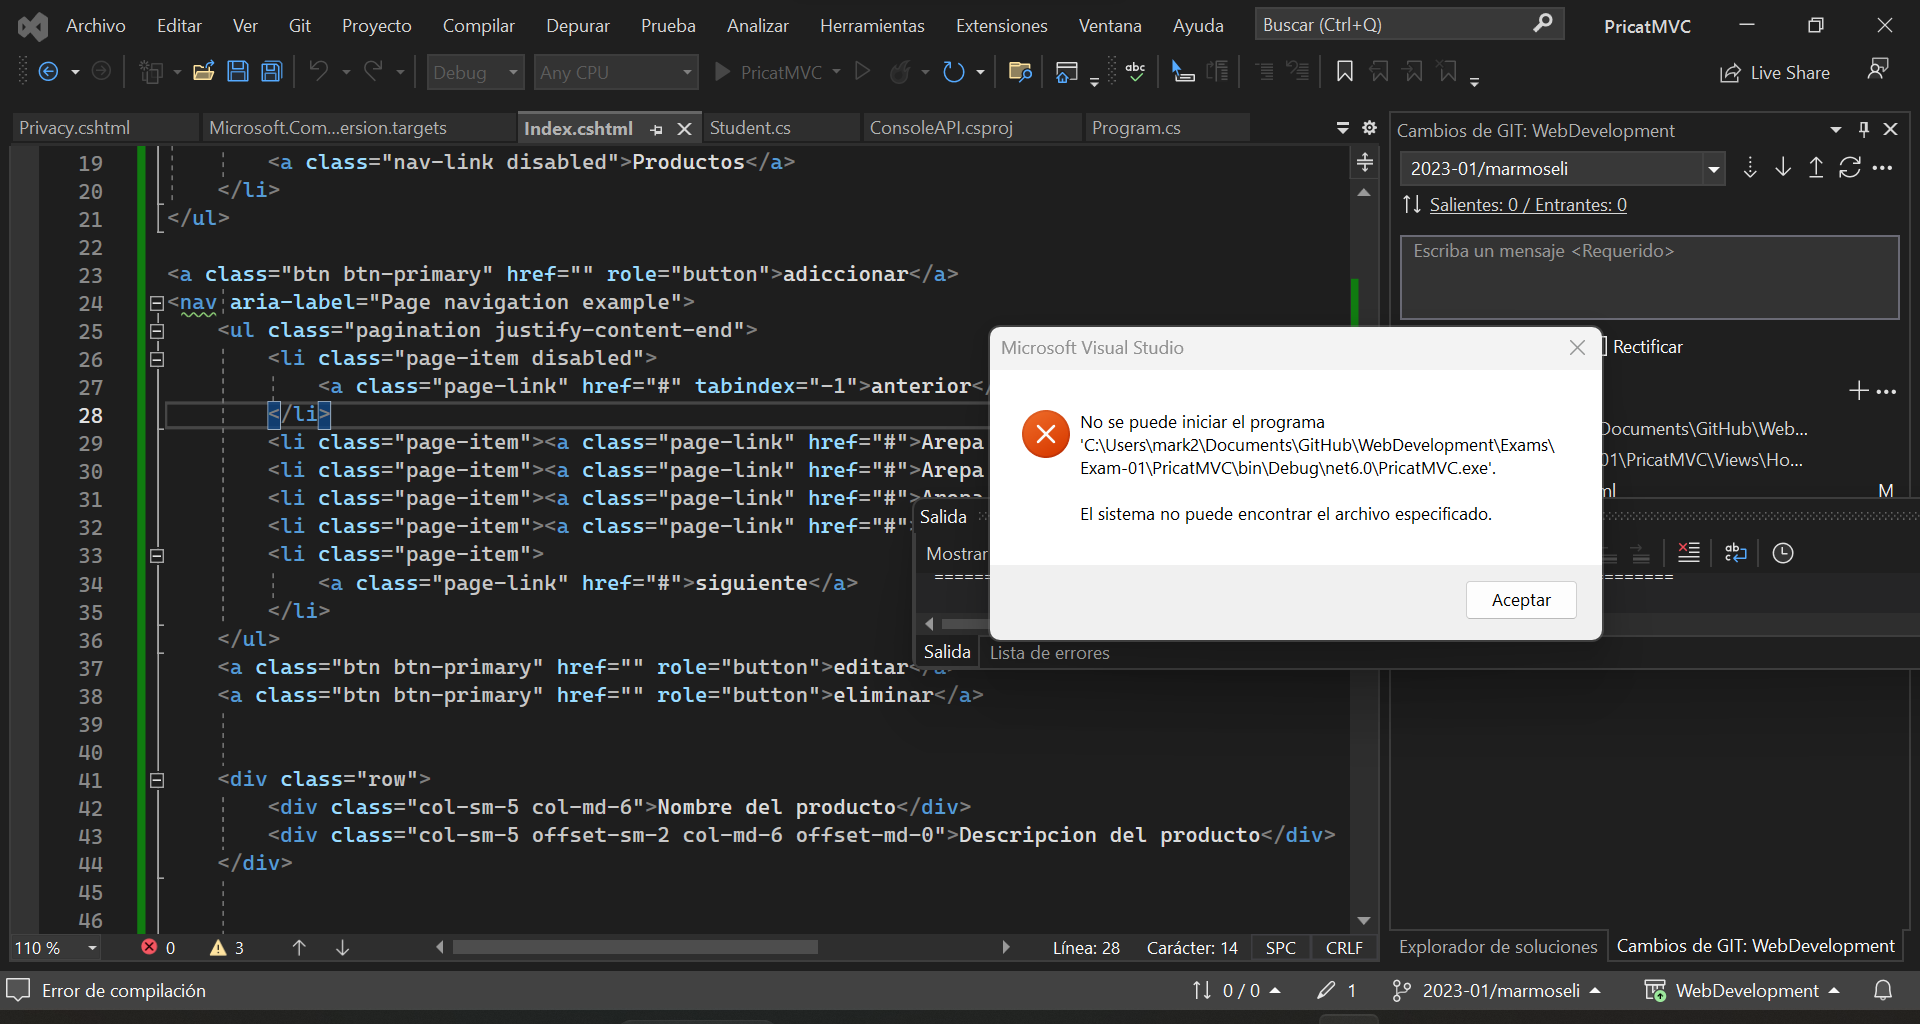 Archivo Editar Ver Git Proyecto Compilar Depurar Prueba Analizar Herramientas Extensiones Ventana Ayuda Buscar (Ctrl+Q) PricatMVC
Debug Any CPU PricatMVC abc Live Share
Privacy.cshtml Microsoft.Com...ersion.targets Index.cshtml Student.cs ConsoleAPI.csproj Program.cs
19 <a class="nav-link disabled">Productos</a>
20 </li>
21 </ul>
22
23 <a class="btn btn-primary" href="" role="button">adiccionar</a>
24 <nav aria-label="Page navigation example">
25 <ul class="pagination justify-content-end">
26 <li class="page-item disabled">
27 <a class="page-link" href="#" tabindex="-1">anterior</
28 </li>
29 <li class="page-item"><a class="page-link" href="#">Arepa
30 <li class="page-item"><a class="page-link" href="#">Arepa
31 <li class="page-item"><a class="page-link" href="#">Arepa
32 <li class="page-item"><a class="page-link" href="#">
33 <li class="page-item">
34 <a class="page-link" href="#">siguiente</a>
35 </li>
36 </ul>
37 <a class="btn btn-primary" href="" role="button">editar</a>
38 <a class="btn btn-primary" href="" role="button">eliminar</a>
39
40
41 <div class="row">
42 <div class="col-sm-5 col-md-6">Nombre del producto</div>
43 <div class="col-sm-5 offset-sm-2 col-md-6 offset-md-0">Descripcion del producto</div>
44 </div>
45
46
110 % 0 3 Línea: 28 Carácter: 14 SPC CRLF
Cambios de GIT: WebDevelopment
2023-01/marmoseli
Salientes: 0 / Entrantes: 0
Escriba un mensaje <Requerido>
Rectificar
Documents\GitHub\Web...
01\PricatMVC\Views\Ho...
ml M
Microsoft Visual Studio
No se puede iniciar el programa
'C:\Users\mark2\Documents\GitHub\WebDevelopment\Exams\
Exam-01\PricatMVC\bin\Debug\net6.0\PricatMVC.exe'.
El sistema no puede encontrar el archivo especificado.
Aceptar
Salida
Mostrar
====== =======
Salida Lista de errores
Explorador de soluciones Cambios de GIT: WebDevelopment
Error de compilación 0 / 0 1 2023-01/marmoseli WebDevelopment